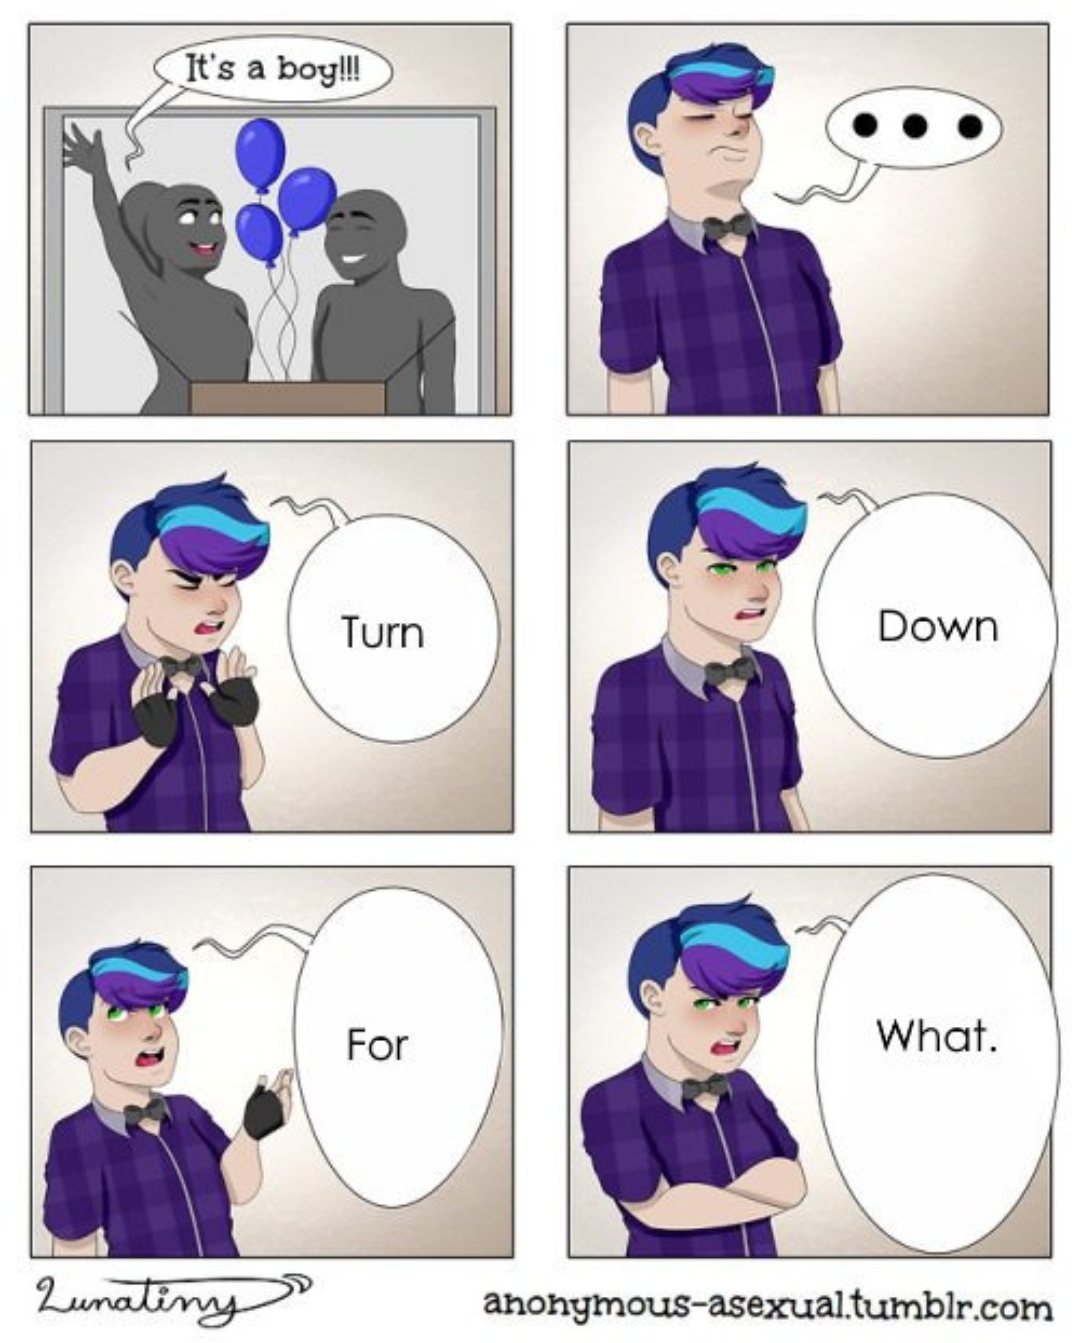 It's a boy!!!
● ● ●
Turn
Down
For
What.
Lunatiny
anonymous-asexual.tumblr.com